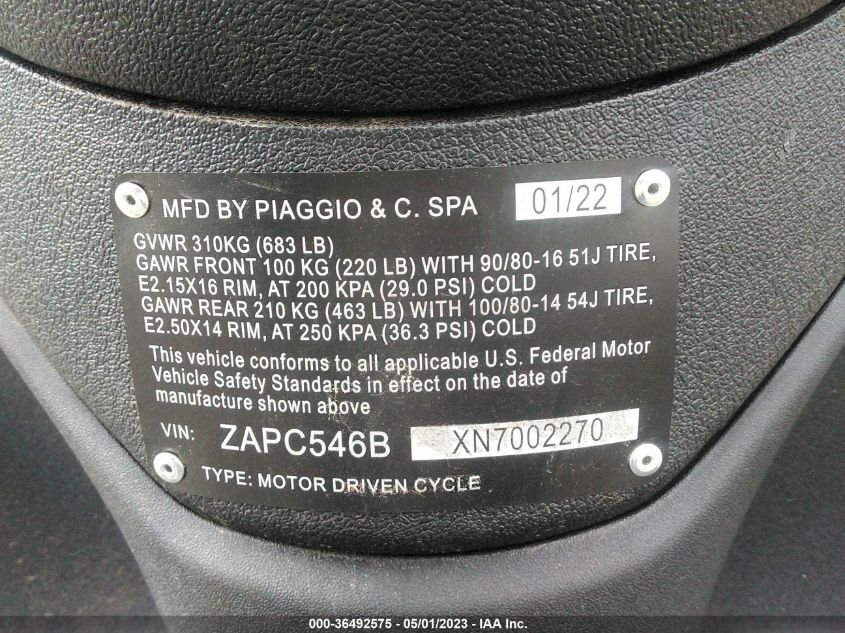 MFD BY PIAGGIO & C. SPA 01/22
GVWR 310KG (683 LB)
GAWR FRONT 100 KG (220 LB) WITH 90/80-16 51J TIRE,
E2.15X16 RIM, AT 200 KPA (29.0 PSI) COLD
GAWR REAR 210 KG (463 LB) WITH 100/80-14 54J TIRE,
E2.50X14 RIM, AT 250 KPA (36.3 PSI) COLD
This vehicle conforms to all applicable U.S. Federal Motor
Vehicle Safety Standards in effect on the date of
manufacture shown above
VIN: ZAPC546B XN7002270
TYPE: MOTOR DRIVEN CYCLE
000-36492575 - 05/01/2023 - IAA Inc.